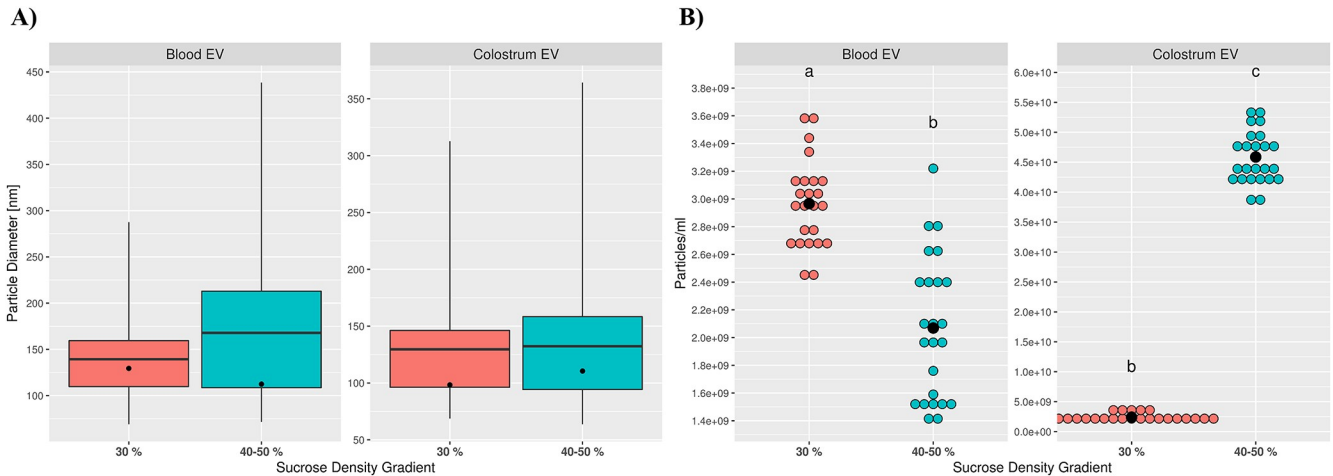 A)
Blood EV
Colostrum EV
Particle Diameter [nm]
450
400
350
300
250
200
150
100
350
300
250
200
150
100
50
30 %
40-50 %
30 %
40-50 %
Sucrose Density Gradient
B)
Blood EV
Colostrum EV
Particles/ml
3.8e+09
3.6e+09
3.4e+09
3.2e+09
3.0e+09
2.8e+09
2.6e+09
2.4e+09
2.2e+09
2.0e+09
1.8e+09
1.6e+09
1.4e+09
a
b
6.0e+10
5.5e+10
5.0e+10
4.5e+10
4.0e+10
3.5e+10
3.0e+10
2.5e+10
2.0e+10
1.5e+10
1.0e+10
5.0e+09
0.0e+00
c
b
30 %
40-50 %
30 %
40-50 %
Sucrose Density Gradient